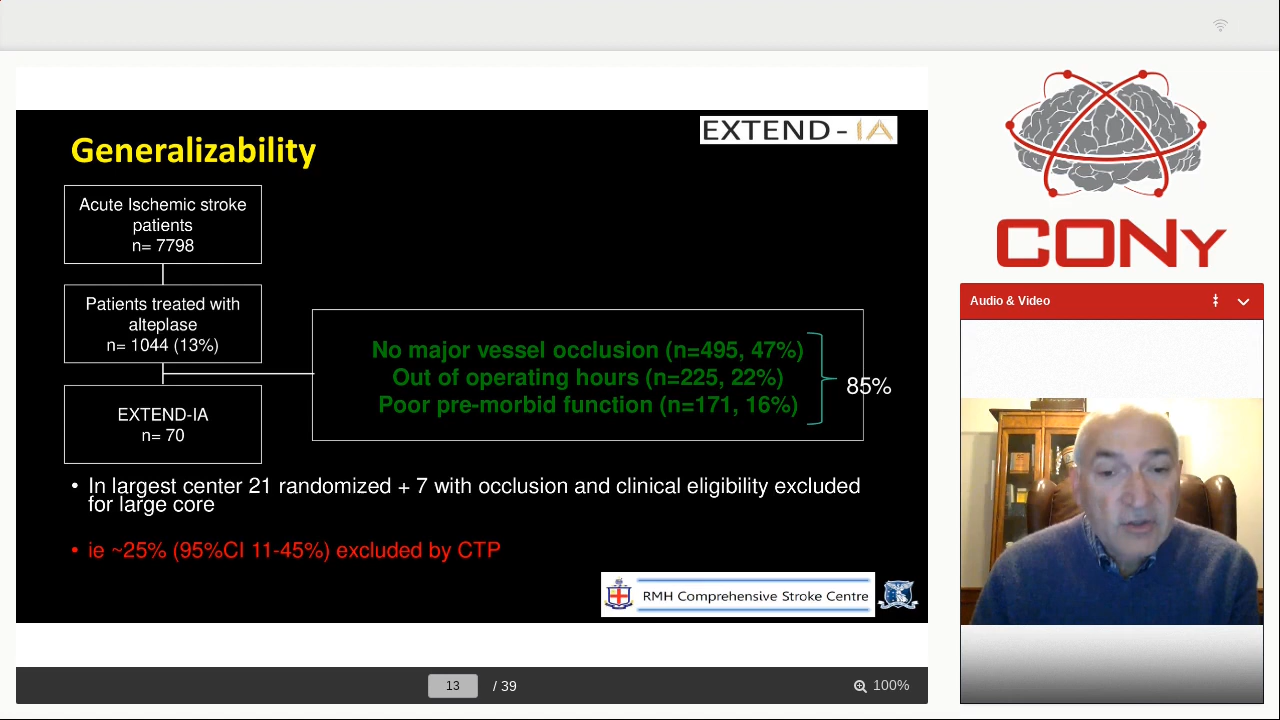 EXTEND-IA
Generalizability
Acute Ischemic stroke
patients
n= 7798
Patients treated with
alteplase
n= 1044 (13%)
EXTEND-IA
n= 70
No major vessel occlusion (n=495, 47%)
Out of operating hours (n=225, 22%)
Poor pre-morbid function (n=171, 16%)
85%
• In largest center 21 randomized + 7 with occlusion and clinical eligibility excluded
for large core
• ie ~25% (95%CI 11-45%) excluded by CTP
RMH Comprehensive Stroke Centre
13 / 39
100%
CONy
Audio & Video